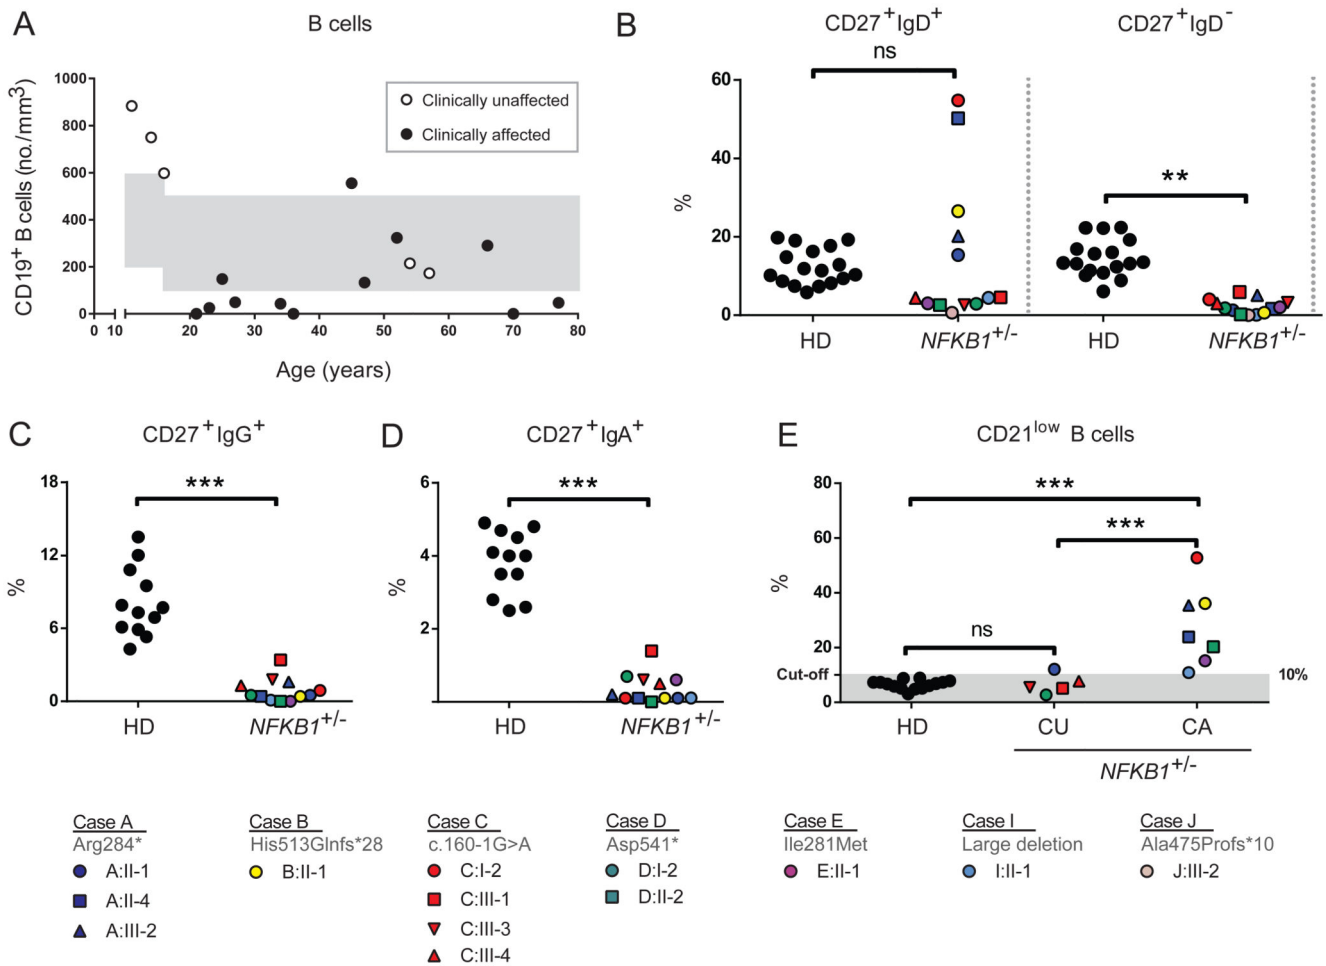 A
B cells
CD19+ B cells (no./mm3)
1000
800
600
400
200
0
0 10 20 30 40 50 60 70 80
Age (years)
Clinically unaffected
Clinically affected
B
CD27+IgD+
CD27+IgD-
ns
**
%
60
40
20
0
HD
NFKB1+/-
HD
NFKB1+/-
C
CD27+IgG+
***
%
18
12
6
0
HD
NFKB1+/-
D
CD27+IgA+
***
%
6
4
2
HD
NFKB1+/-
E
CD21low B cells
***
***
ns
%
80
60
40
20
0
Cut-off
10%
HD
CU
CA
NFKB1+/-
Case A
Arg284*
A:II-1
A:II-4
A:III-2
Case B
His513Glnfs*28
B:II-1
Case C
c.160-1G>A
C:I-2
C:III-1
C:III-3
C:III-4
Case D
Asp541*
D:I-2
D:II-2
Case E
Ile281Met
E:II-1
Case I
Large deletion
I:II-1
Case J
Ala475Profs*10
J:III-2